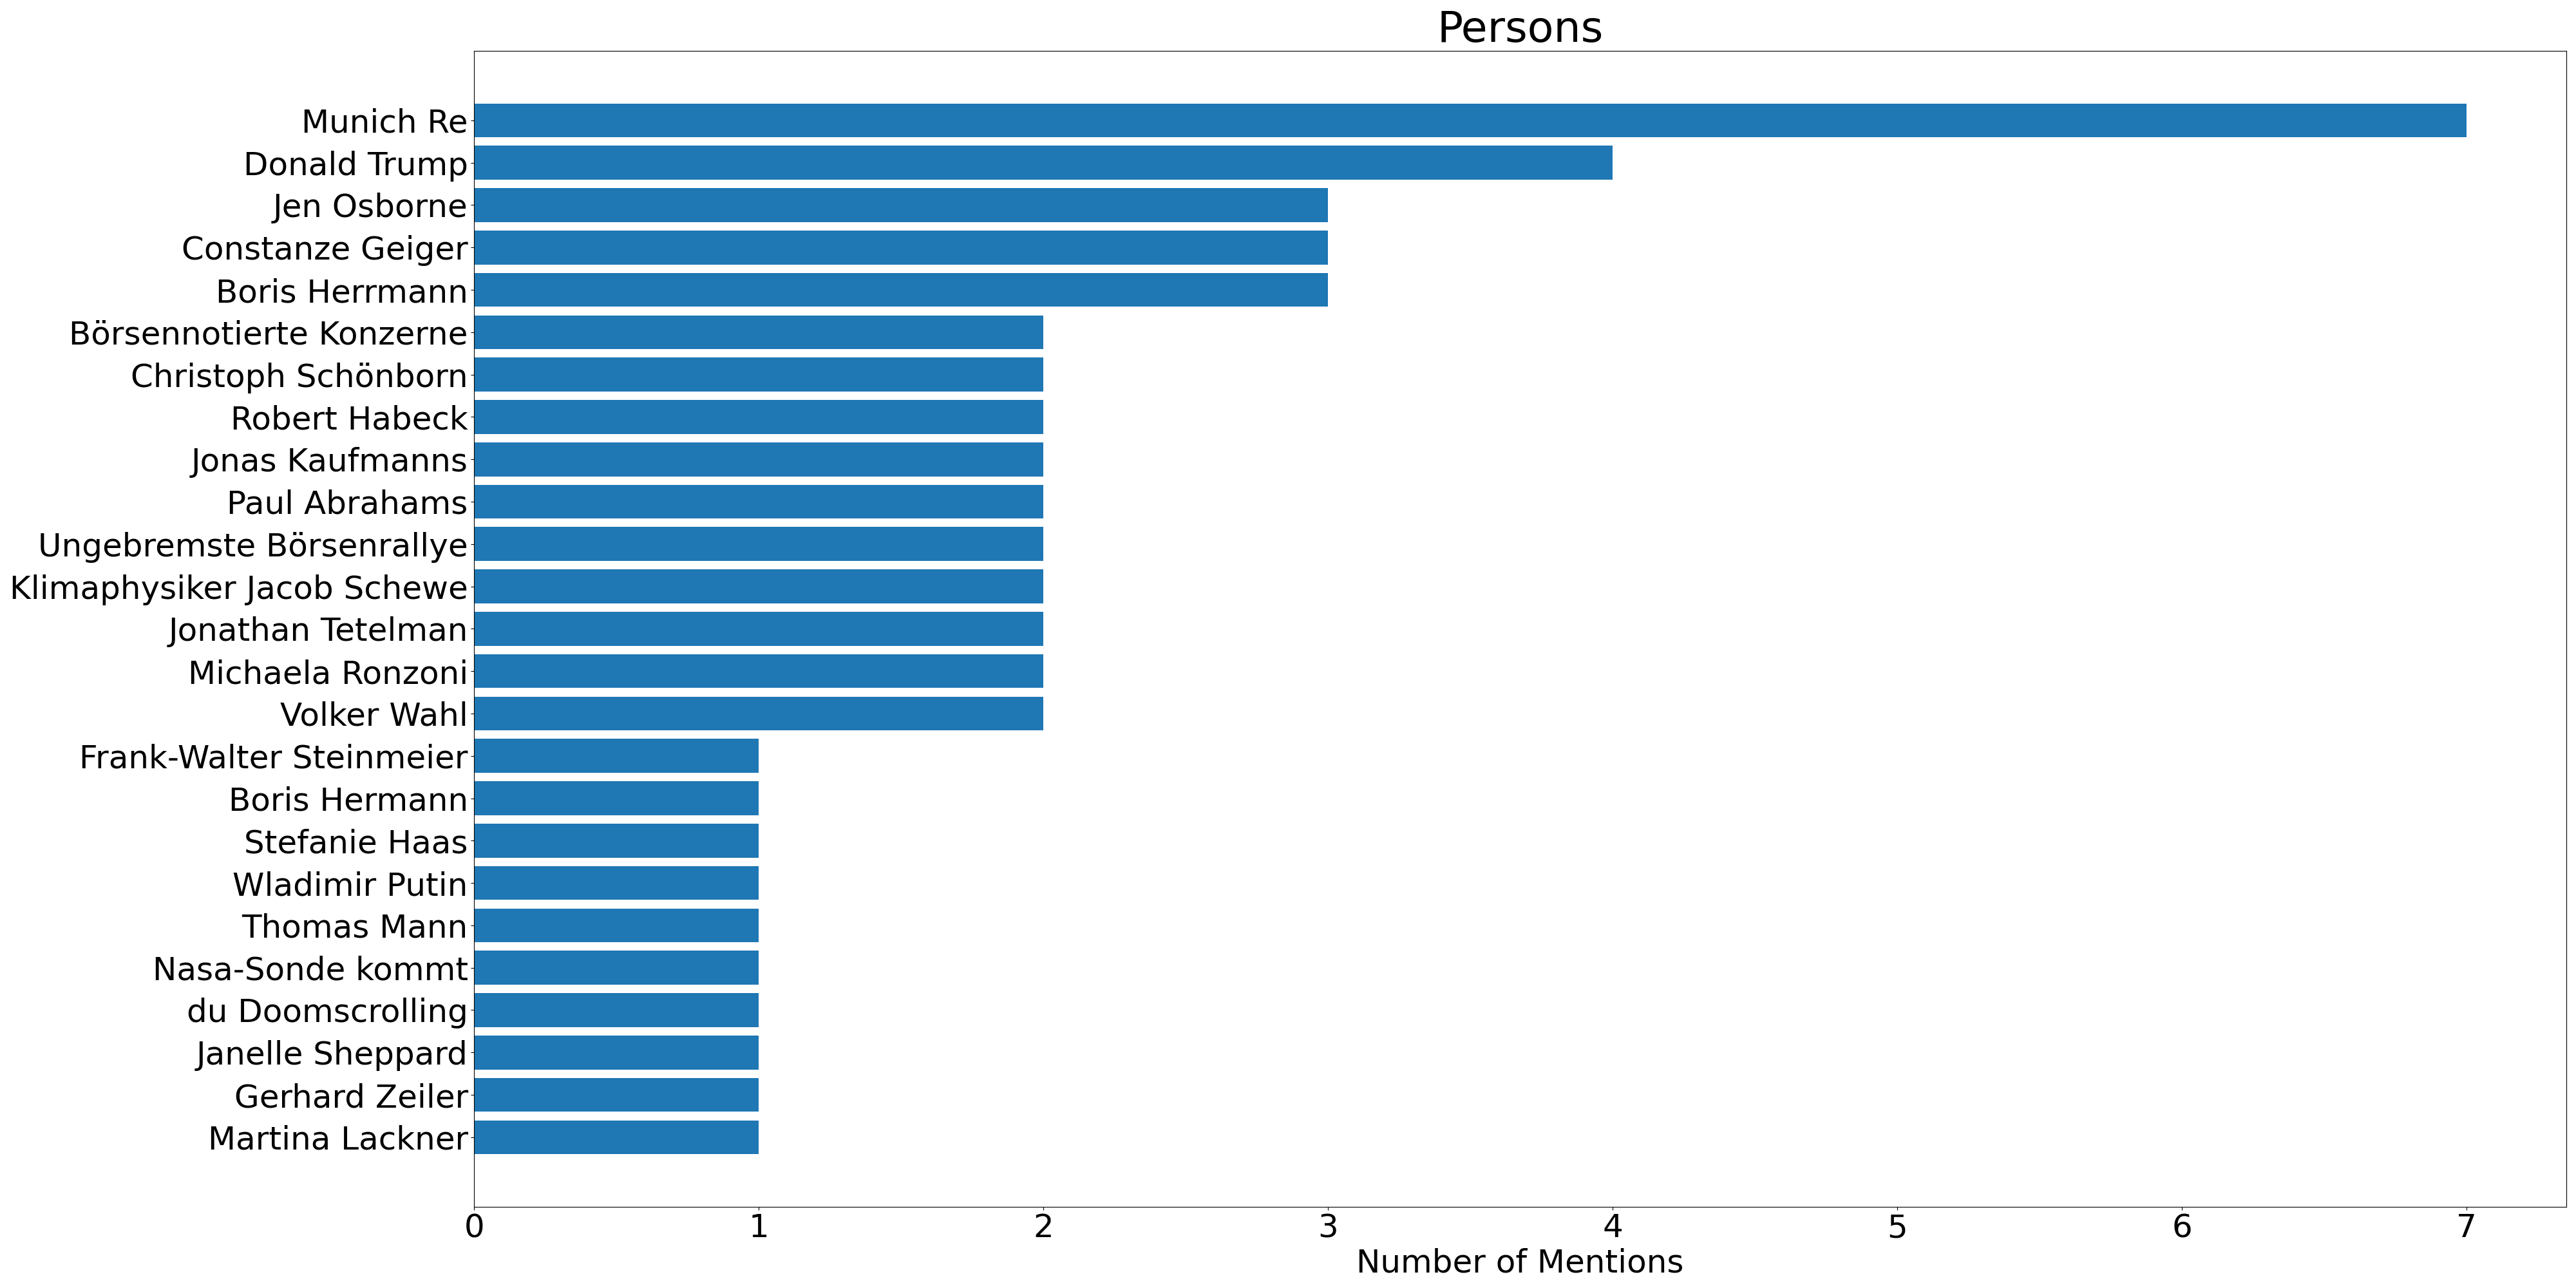 Persons
Munich Re
Donald Trump
Jen Osborne
Constanze Geiger
Boris Herrmann
Börsennotierte Konzerne
Christoph Schönborn
Robert Habeck
Jonas Kaufmanns
Paul Abrahams
Ungebremste Börsenrallye
Klimaphysiker Jacob Schewe
Jonathan Tetelman
Michaela Ronzoni
Volker Wahl
Frank-Walter Steinmeier
Boris Hermann
Stefanie Haas
Wladimir Putin
Thomas Mann
Nasa-Sonde kommt
du Doomscrolling
Janelle Sheppard
Gerhard Zeiler
Martina Lackner
0 1 2 3 4 5 6 7
Number of Mentions